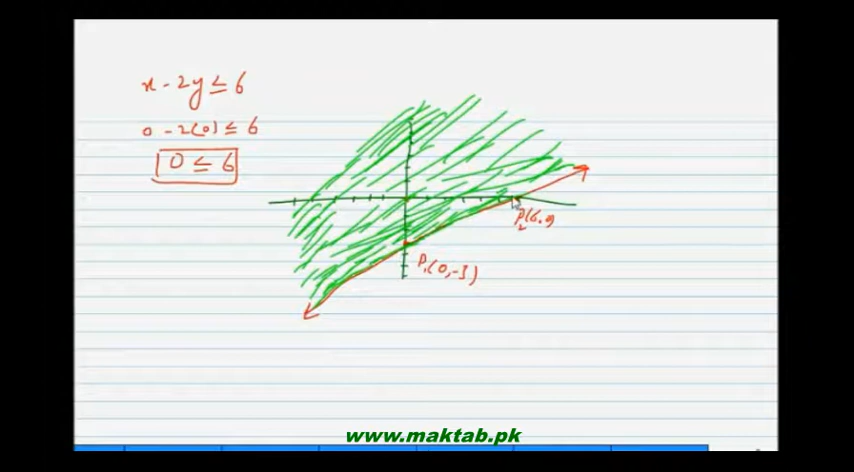 x - 2y ≤ 6
0 - 2(0) ≤ 6
0 ≤ 6
P₂(6,0)
P₁(0,-3)
www.maktab.pk